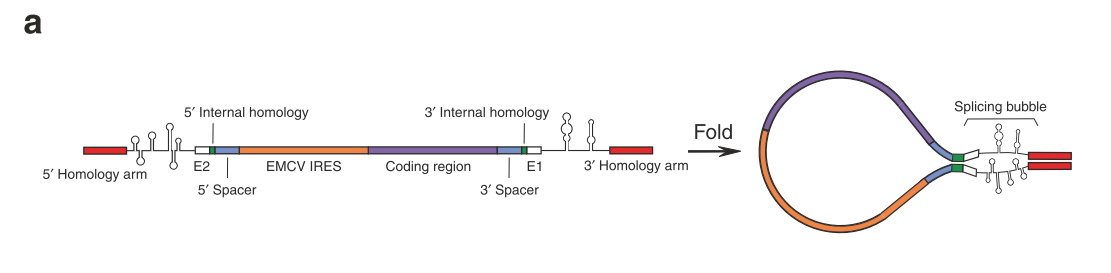 a
5′ Internal homology
3′ Internal homology
Splicing bubble
Fold
E2
EMCV IRES
Coding region
E1
5′ Homology arm
3′ Homology arm
5′ Spacer
3′ Spacer